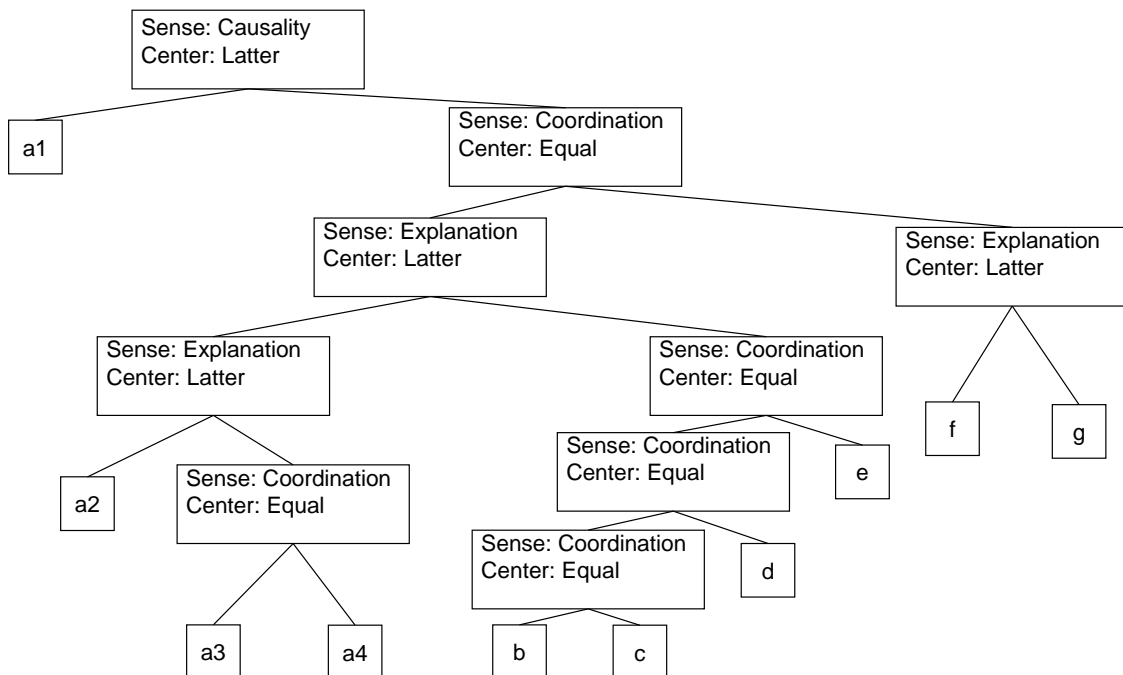 Sense: Causality
Center: Latter
a1
Sense: Coordination
Center: Equal
Sense: Explanation
Center: Latter
Sense: Explanation
Center: Latter
Sense: Explanation
Center: Latter
Sense: Coordination
Center: Equal
f
g
a2
Sense: Coordination
Center: Equal
Sense: Coordination
Center: Equal
e
Sense: Coordination
Center: Equal
d
a3
a4
b
c